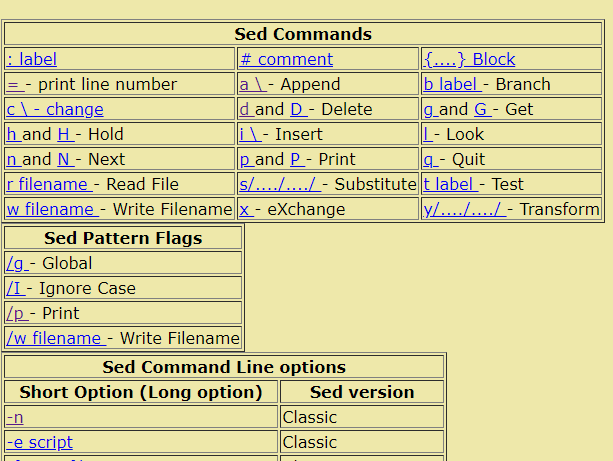 Sed Commands
: label # comment {....} Block
= - print line number a \ - Append b label - Branch
c \ - change d and D - Delete g and G - Get
h and H - Hold i \ - Insert l - Look
n and N - Next p and P - Print q - Quit
r filename - Read File s/..../..../ - Substitute t label - Test
w filename - Write Filename x - eXchange y/..../..../ - Transform
Sed Pattern Flags
/g - Global
/I - Ignore Case
/p - Print
/w filename - Write Filename
Sed Command Line options
Short Option (Long option) Sed version
-n Classic
-e script Classic